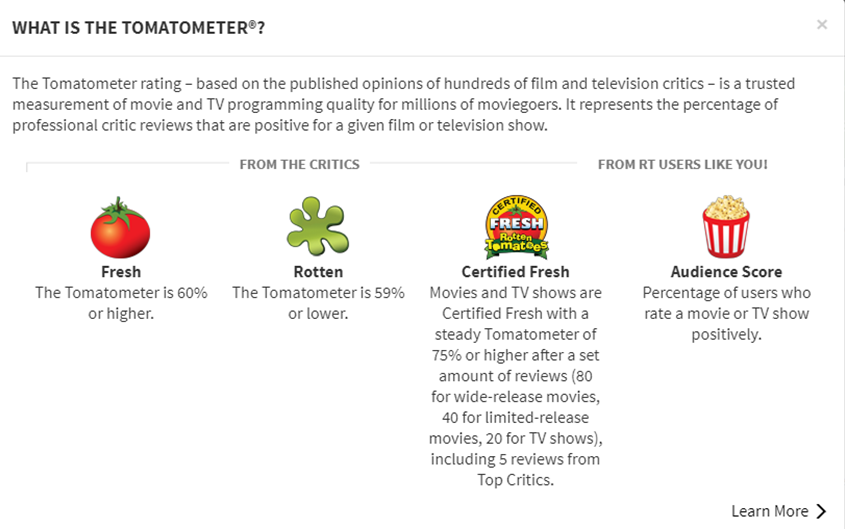 WHAT IS THE TOMATOMETER®?
×
The Tomatometer rating – based on the published opinions of hundreds of film and television critics – is a trusted
measurement of movie and TV programming quality for millions of moviegoers. It represents the percentage of
professional critic reviews that are positive for a given film or television show.
FROM THE CRITICS
FROM RT USERS LIKE YOU!
Fresh
The Tomatometer is 60%
or higher.
Rotten
The Tomatometer is 59%
or lower.
CERTIFIED
FRESH
Rotten
Tomatoes
Certified Fresh
Movies and TV shows are
Certified Fresh with a
steady Tomatometer of
75% or higher after a set
amount of reviews (80
for wide-release movies,
40 for limited-release
movies, 20 for TV shows),
including 5 reviews from
Top Critics.
Audience Score
Percentage of users who
rate a movie or TV show
positively.
Learn More